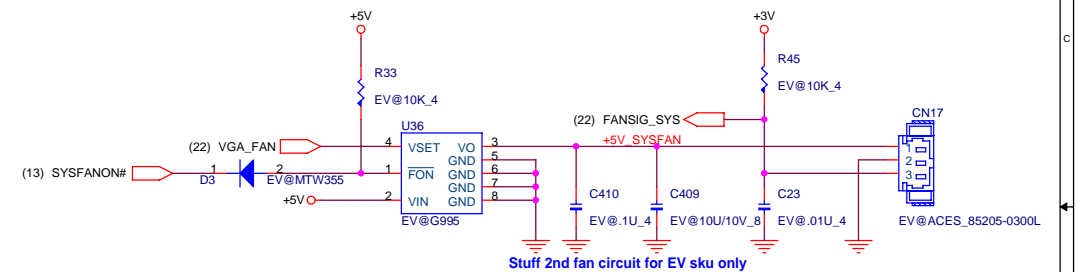 +5V
+3V
C
R33
R45
EV@10K_4
EV@10K_4
CN17
(22) FANSIG_SYS
U36
+5V_SYSFAN
(22) VGA_FAN
4 VSET VO 3
1
GND 5
2
(13) SYSFANON# 1 2 1 FON GND 6
3
D3 EV@MTW355
GND 7
+5V 2 VIN GND 8
C410
C409
C23
EV@G995
EV@.1U_4
EV@10U/10V_8
EV@.01U_4
EV@ACES_85205-0300L
Stuff 2nd fan circuit for EV sku only